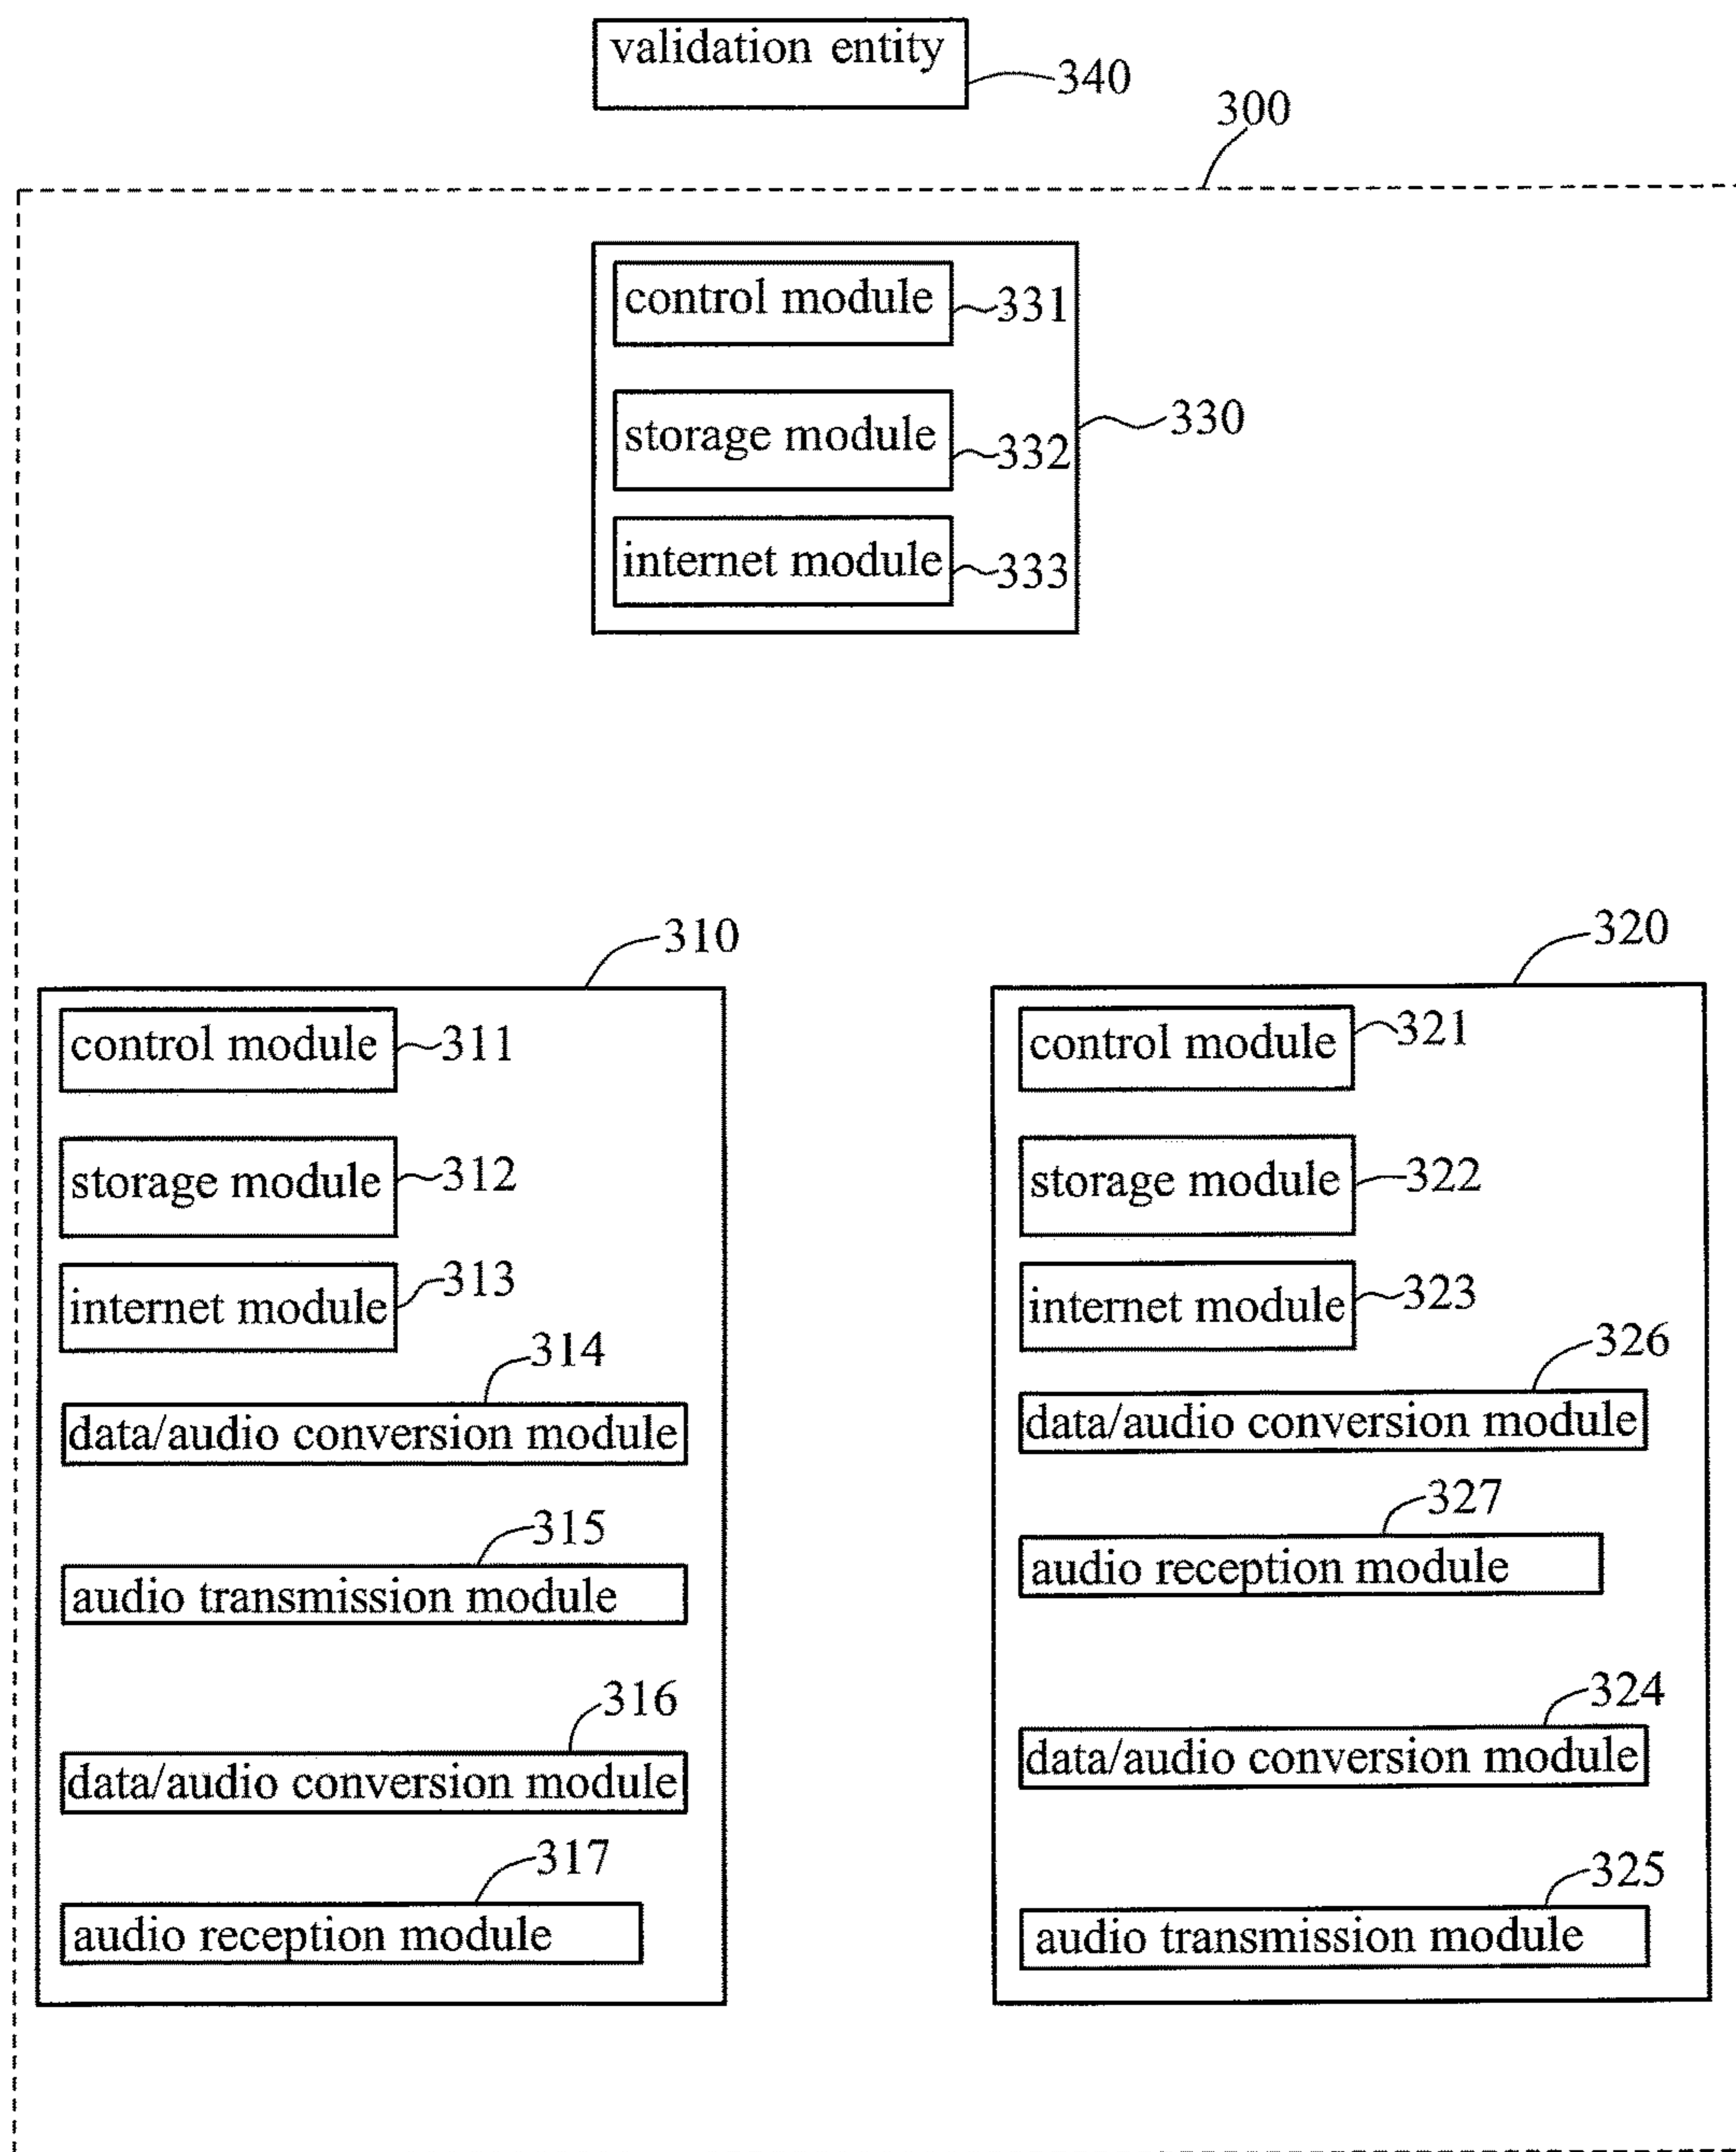 validation entity
340
300
control module
331
storage module
332
330
internet module
333
310
control module
311
storage module
312
internet module
313
314
data/audio conversion module
315
audio transmission module
316
data/audio conversion module
317
audio reception module
320
control module
321
storage module
322
internet module
323
326
data/audio conversion module
327
audio reception module
324
data/audio conversion module
325
audio transmission module